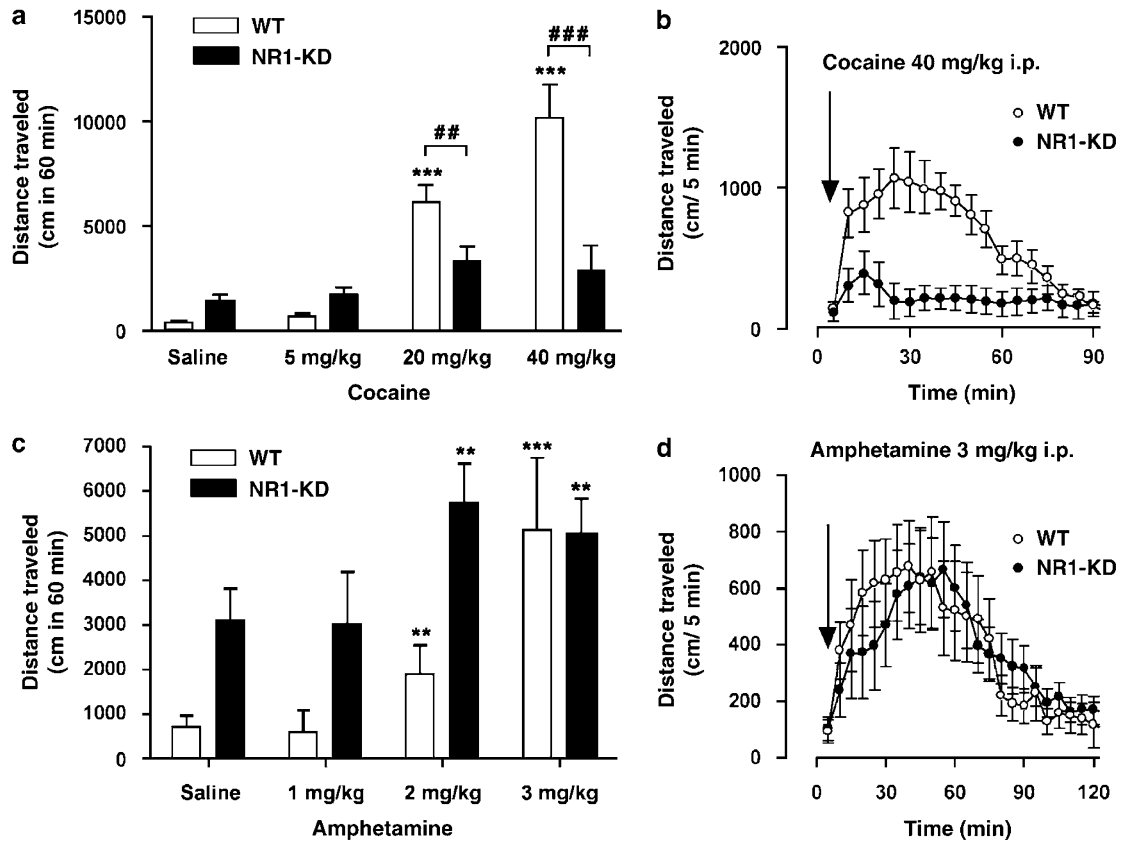 a
15000
10000
5000
0
Distance traveled
(cm in 60 min)
WT
NR1-KD
***
##
***
###
Saline
5 mg/kg
20 mg/kg
40 mg/kg
Cocaine
b
2000
1000
0
Distance traveled
(cm/ 5 min)
Cocaine 40 mg/kg i.p.
WT
NR1-KD
0
30
60
90
Time (min)
c
7000
6000
5000
4000
3000
2000
1000
0
Distance traveled
(cm in 60 min)
WT
NR1-KD
**
**
***
**
Saline
1 mg/kg
2 mg/kg
3 mg/kg
Amphetamine
d
1000
800
600
400
200
0
Distance traveled
(cm/ 5 min)
Amphetamine 3 mg/kg i.p.
WT
NR1-KD
0
30
60
90
120
Time (min)